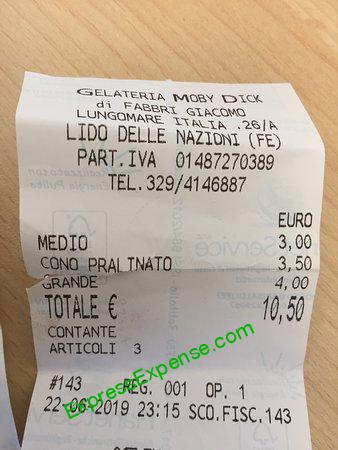 GELATERIA MOBY DICK
di FABBRI GIACOMO
LUNGOMARE ITALIA ,26/A
LIDO DELLE NAZIONI (FE)
PART.IVA 01487270389
TEL.329/4146887
EURO
MEDIO 3,00
CONO PRALINATO 3,50
GRANDE 4,00
TOTALE € 10,50
CONTANTE
ARTICOLI 3
#143 REG. 001 OP. 1
22-06-2019 23:15 SCO.FISC.143
ExpressExpense.com